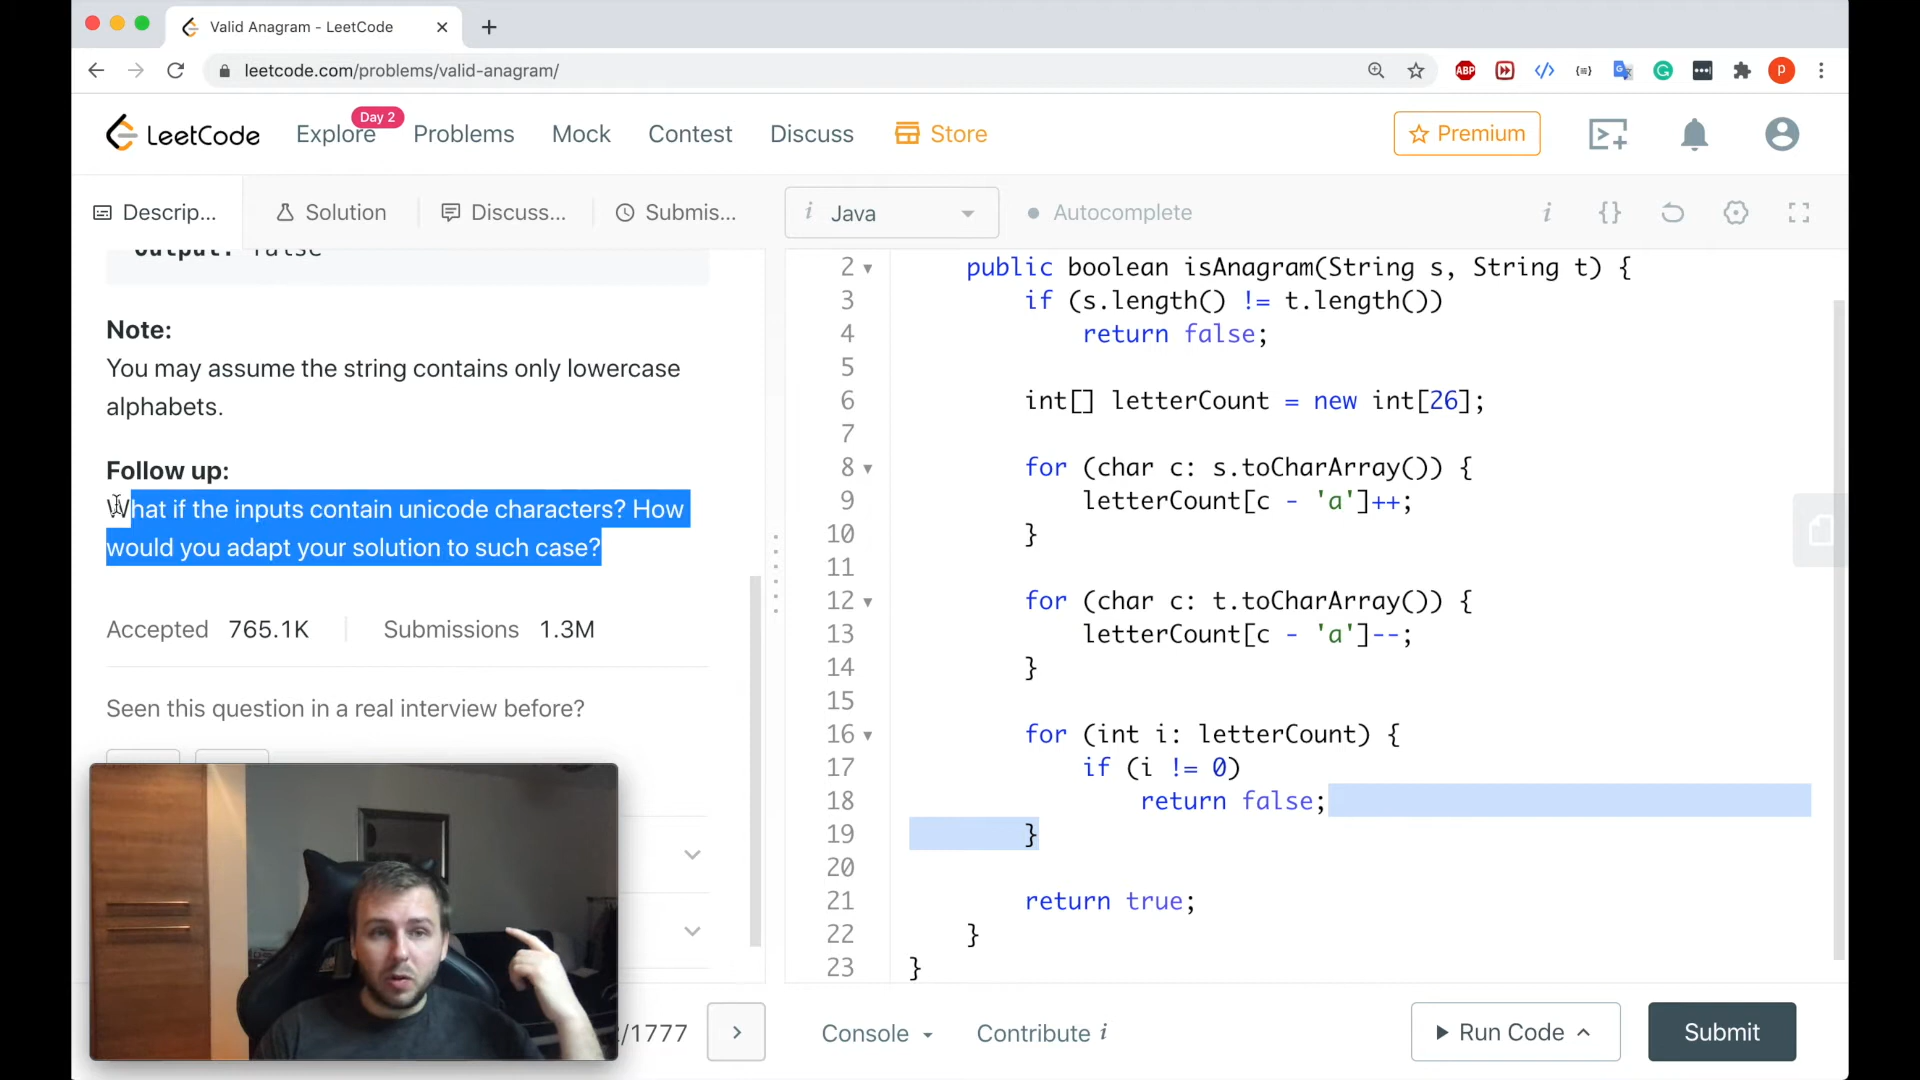 Valid Anagram - LeetCode
leetcode.com/problems/valid-anagram/
ABP
P
LeetCode
Explore
Day 2
Problems
Mock
Contest
Discuss
Store
Premium
Descrip...
Solution
Discuss...
Submis...
i Java
Autocomplete
i
{}
Output: false
Note:
You may assume the string contains only lowercase
alphabets.
Follow up:
What if the inputs contain unicode characters? How
would you adapt your solution to such case?
Accepted 765.1K
Submissions 1.3M
Seen this question in a real interview before?
/1777
2 public boolean isAnagram(String s, String t) {
3 if (s.length() != t.length())
4 return false;
5
6 int[] letterCount = new int[26];
7
8 for (char c: s.toCharArray()) {
9 letterCount[c - 'a']++;
10 }
11
12 for (char c: t.toCharArray()) {
13 letterCount[c - 'a']--;
14 }
15
16 for (int i: letterCount) {
17 if (i != 0)
18 return false;
19 }
20
21 return true;
22 }
23 }
Console
Contribute i
Run Code
Submit